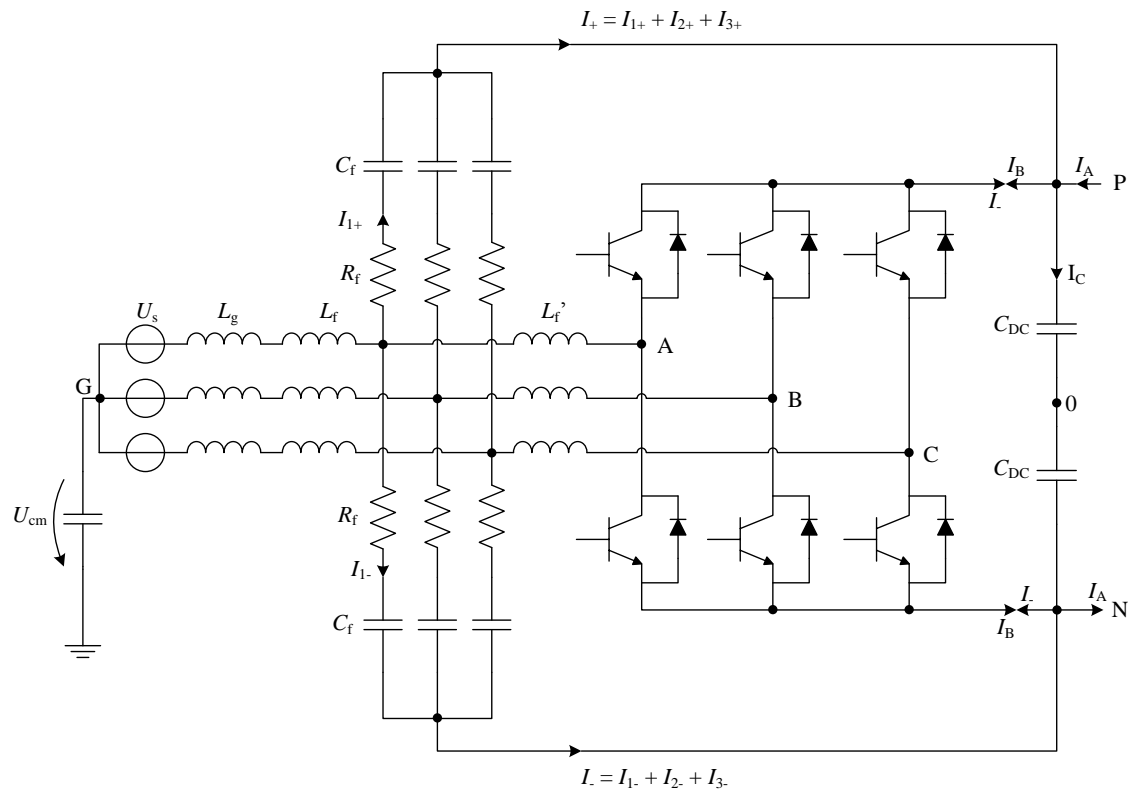 I+ = I1+ + I2+ + I3+
Cf
IB
IA
P
I-
I1+
Rf
IC
Us
Lg
Lf
Lf'
CDC
A
G
B
0
C
CDC
Ucm
Rf
I1-
I-
IA
N
IB
Cf
I- = I1- + I2- + I3-